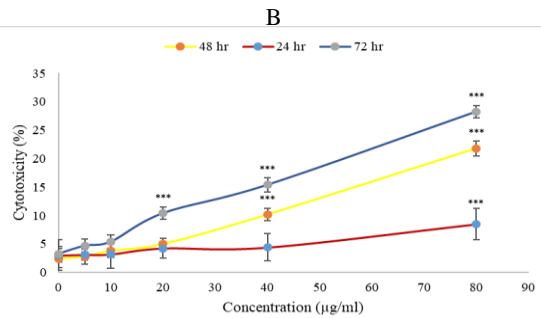 B
48 hr 24 hr 72 hr
35
30
25
20
15
10
5
0
Cytotoxicity (%)
***
***
***
***
***
***
0 10 20 30 40 50 60 70 80 90
Concentration (µg/ml)